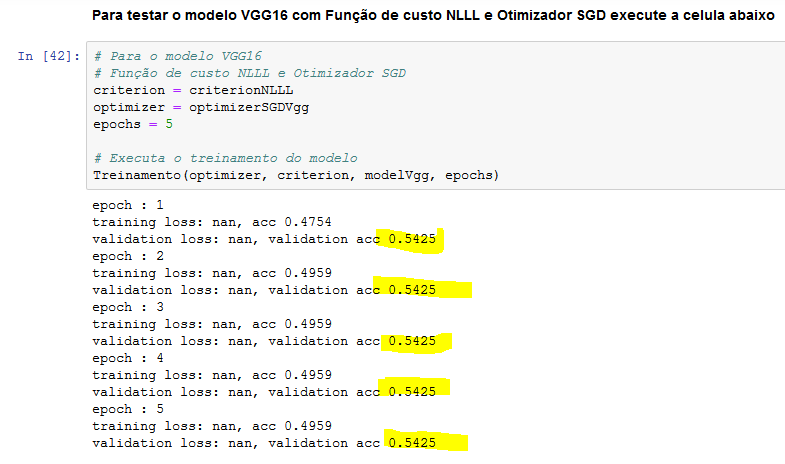 Para testar o modelo VGG16 com Função de custo NLLL e Otimizador SGD execute a celula abaixo
In [42]:
# Para o modelo VGG16
# Função de custo NLLL e Otimizador SGD
criterion = criterionNLLL
optimizer = optimizerSGDVgg
epochs = 5
# Executa o treinamento do modelo
Treinamento(optimizer, criterion, modelVgg, epochs)
epoch : 1
training loss: nan, acc 0.4754
validation loss: nan, validation acc 0.5425
epoch : 2
training loss: nan, acc 0.4959
validation loss: nan, validation acc 0.5425
epoch : 3
training loss: nan, acc 0.4959
validation loss: nan, validation acc 0.5425
epoch : 4
training loss: nan, acc 0.4959
validation loss: nan, validation acc 0.5425
epoch : 5
training loss: nan, acc 0.4959
validation loss: nan, validation acc 0.5425